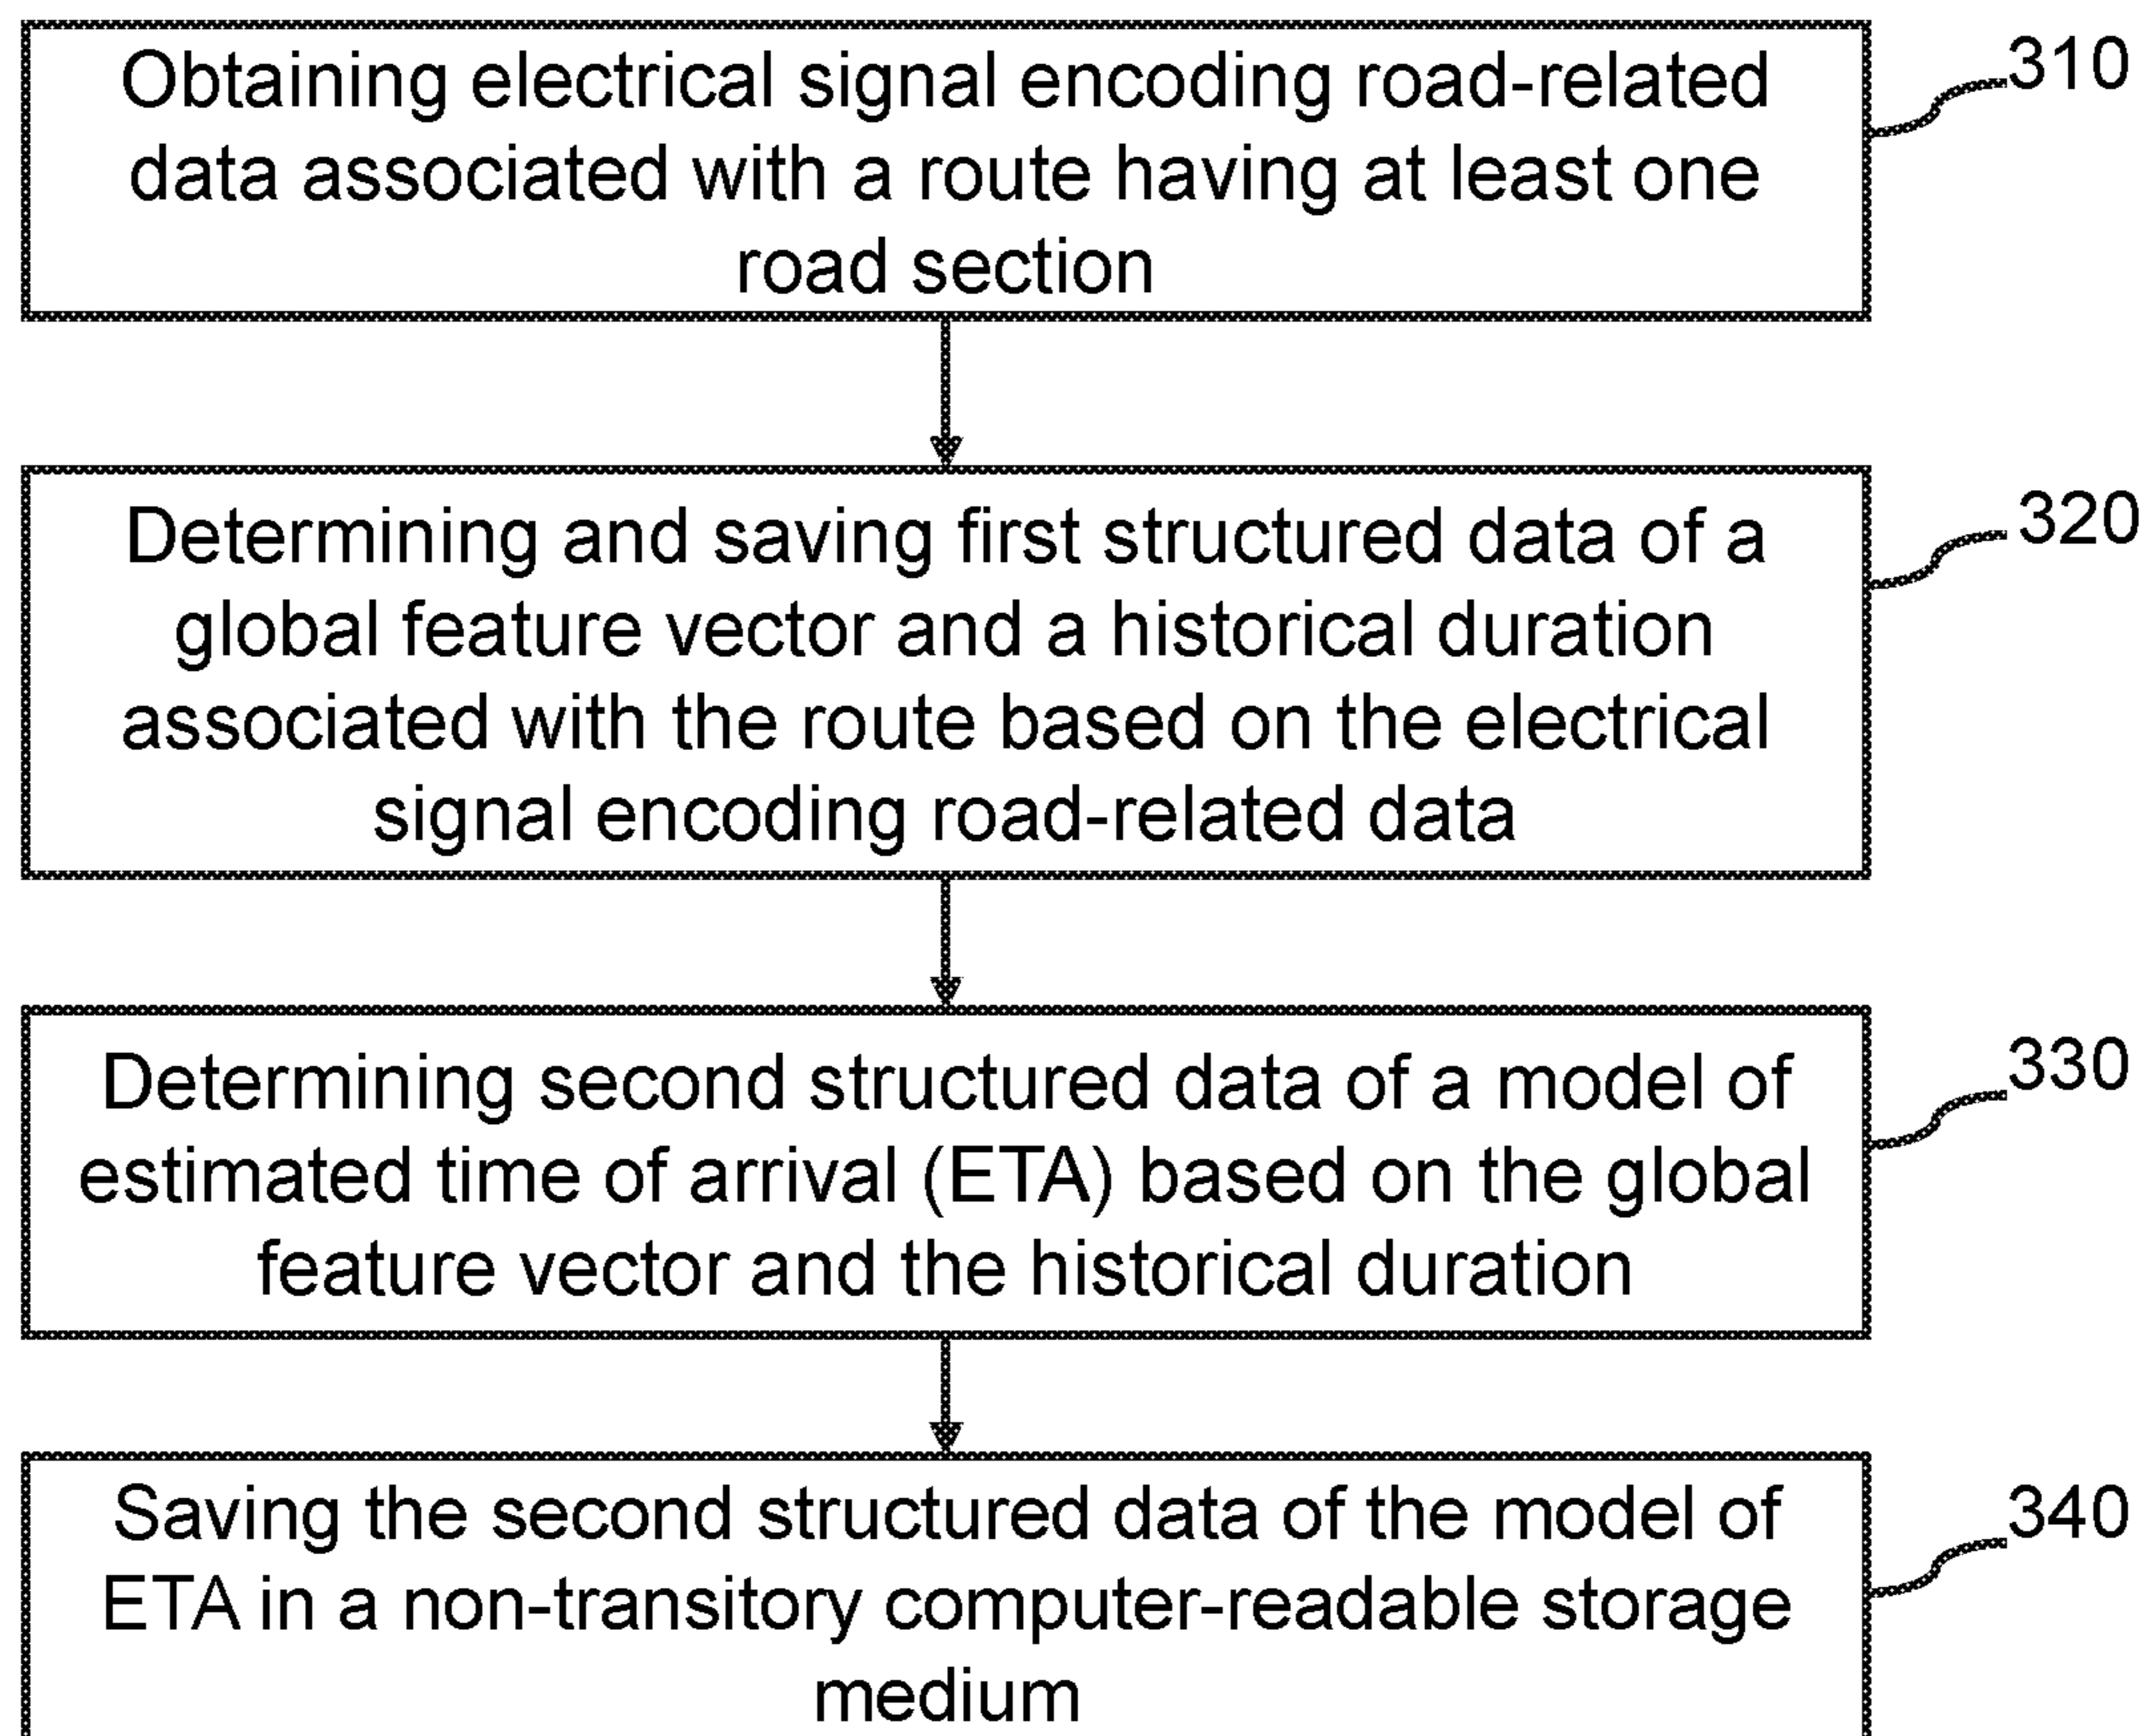 Obtaining electrical signal encoding road-related
data associated with a route having at least one
road section
310
Determining and saving first structured data of a
global feature vector and a historical duration
associated with the route based on the electrical
signal encoding road-related data
320
Determining second structured data of a model of
estimated time of arrival (ETA) based on the global
feature vector and the historical duration
330
Saving the second structured data of the model of
ETA in a non-transitory computer-readable storage
medium
340